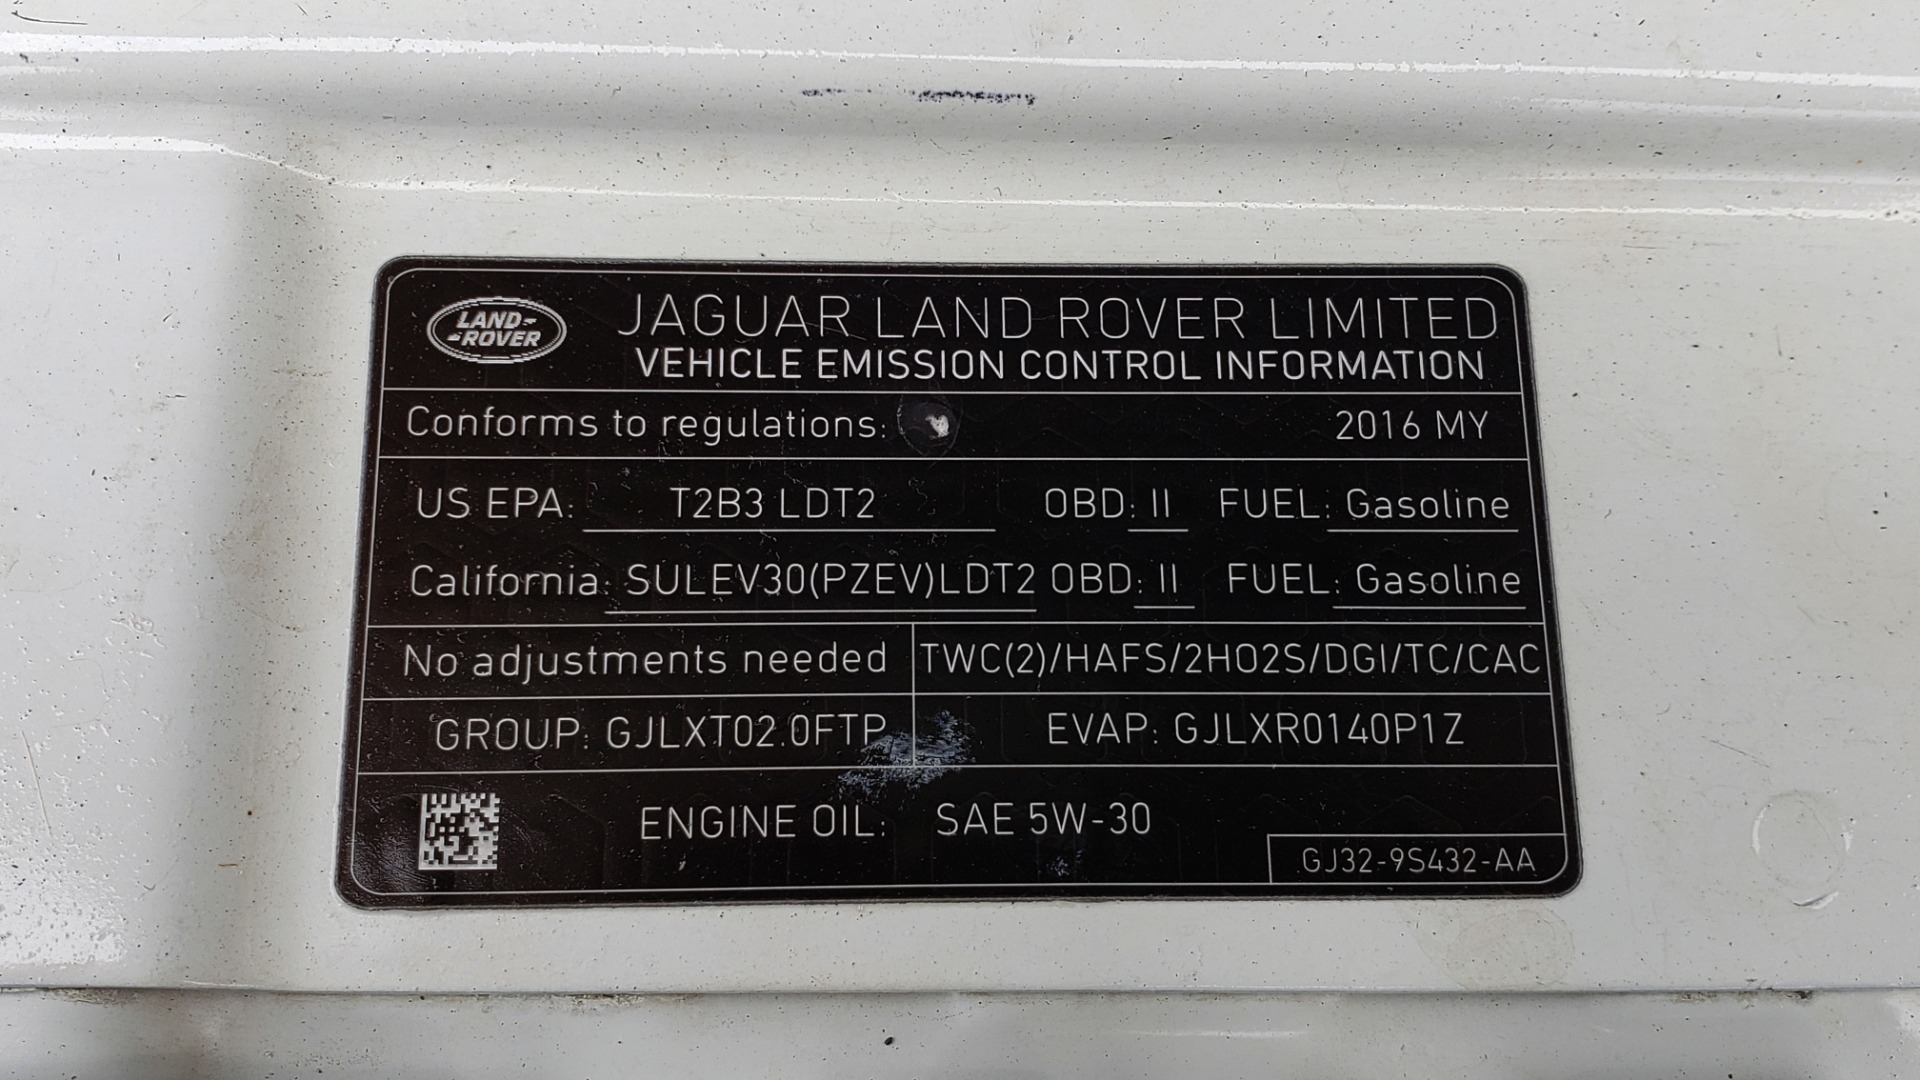 LAND-
-ROVER
JAGUAR LAND ROVER LIMITED
VEHICLE EMISSION CONTROL INFORMATION
Conforms to regulations: 2016 MY
US EPA: T2B3 LDT2 OBD: II FUEL: Gasoline
California: SULEV30(PZEV)LDT2 OBD: II FUEL: Gasoline
No adjustments needed TWC(2)/HAFS/2HO2S/DGI/TC/CAC
GROUP: GJLXT02.0FTP EVAP: GJLXR0140P1Z
ENGINE OIL: SAE 5W-30
GJ32-9S432-AA